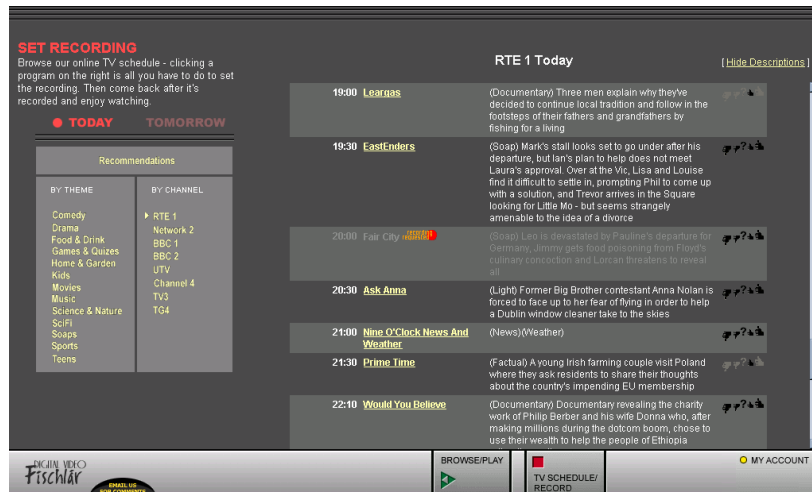 SET RECORDING
Browse our online TV schedule - clicking a
program on the right is all you have to do to set
the recording. Then come back after it's
recorded and enjoy watching.
TODAY TOMORROW
Recommendations
BY THEME
Comedy
Drama
Food & Drink
Games & Quizes
Home & Garden
Kids
Movies
Music
Science & Nature
SciFi
Soaps
Sports
Teens
BY CHANNEL
RTE 1
Network 2
BBC 1
BBC 2
UTV
Channel 4
TV3
TG4
RTE 1 Today
[ Hide Descriptions ]
19:00 Leargas
(Documentary) Three men explain why they've
decided to continue local tradition and follow in the
footsteps of their fathers and grandfathers by
fishing for a living
19:30 EastEnders
(Soap) Mark's stall looks set to go under after his
departure, but Ian's plan to help does not meet
Laura's approval. Over at the Vic, Lisa and Louise
find it difficult to settle in, prompting Phil to come up
with a solution, and Trevor arrives in the Square
looking for Little Mo - but seems strangely
amenable to the idea of a divorce
20:00 Fair City recording
requested
(Soap) Leo is devastated by Pauline's departure for
Germany, Jimmy gets food poisoning from Floyd's
culinary concoction and Lorcan threatens to reveal
all
20:30 Ask Anna
(Light) Former Big Brother contestant Anna Nolan is
forced to face up to her fear of flying in order to help
a Dublin window cleaner take to the skies
21:00 Nine O'Clock News And
Weather
(News)(Weather)
21:30 Prime Time
(Factual) A young Irish farming couple visit Poland
where they ask residents to share their thoughts
about the country's impending EU membership
22:10 Would You Believe
(Documentary) Documentary revealing the charity
work of Philip Berber and his wife Donna who, after
making millions during the dotcom boom, chose to
use their wealth to help the people of Ethiopia
DIGITAL VIDEO
Físchlár
EMAIL US
FOR COMMENTS
BROWSE/PLAY
TV SCHEDULE/
RECORD
MY ACCOUNT